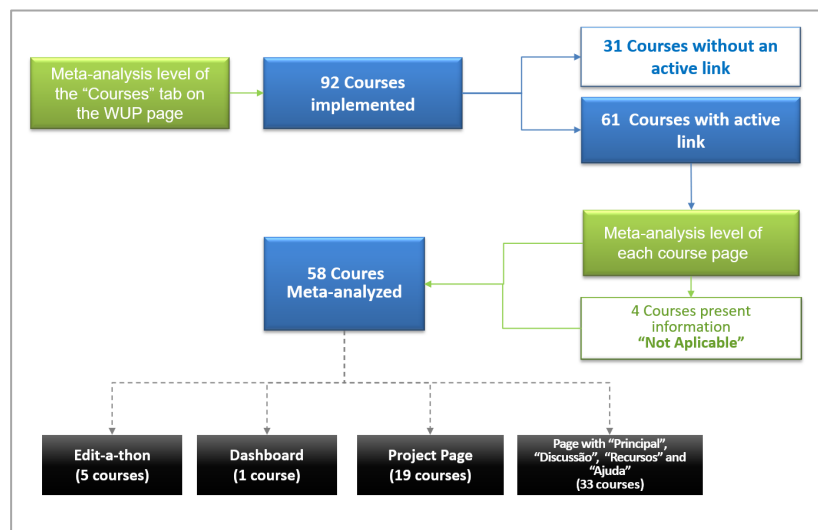 Meta-analysis level of
the “Courses” tab on
the WUP page
92 Courses
implemented
31 Courses without an
active link
61 Courses with active
link
Meta-analysis level of
each course page
58 Coures
Meta-analyzed
4 Courses present
information
“Not Aplicable”
Edit-a-thon
(5 courses)
Dashboard
(1 course)
Project Page
(19 courses)
Page with “Principal”,
“Discussão”, “Recursos” and
“Ajuda”
(33 courses)